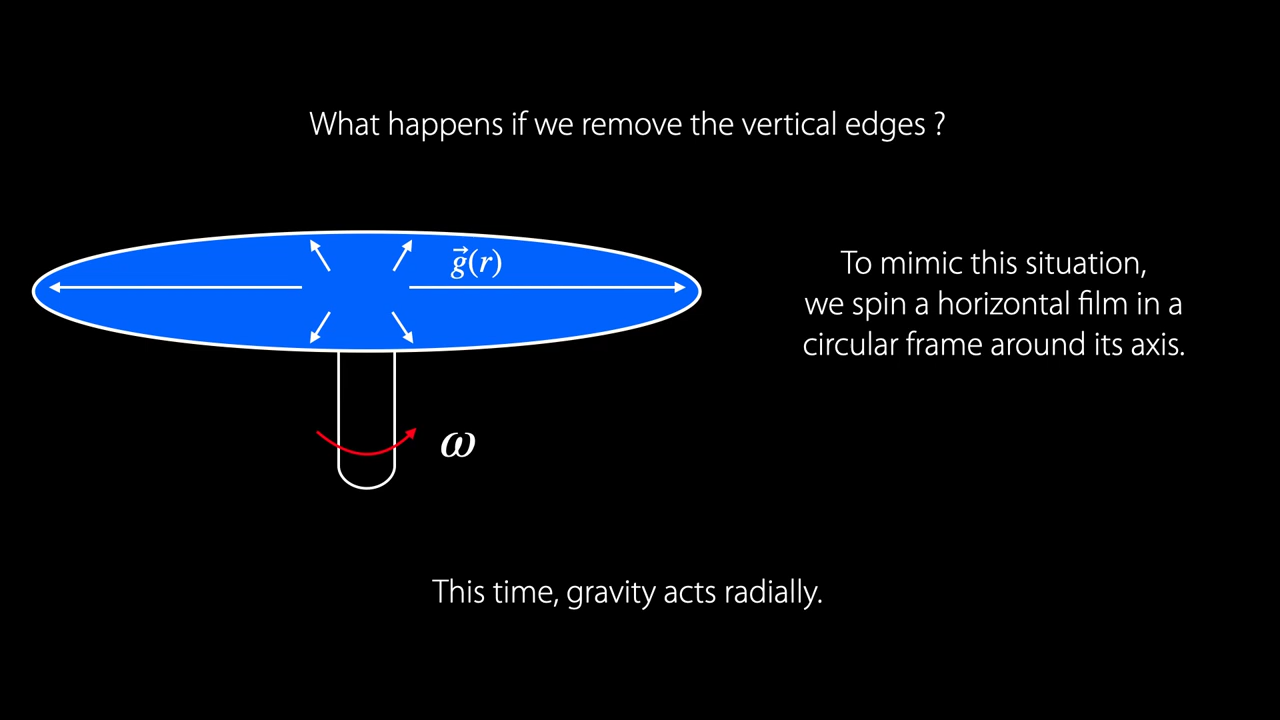 What happens if we remove the vertical edges ?
g⃗(r)
To mimic this situation,
we spin a horizontal film in a
circular frame around its axis.
ω
This time, gravity acts radially.